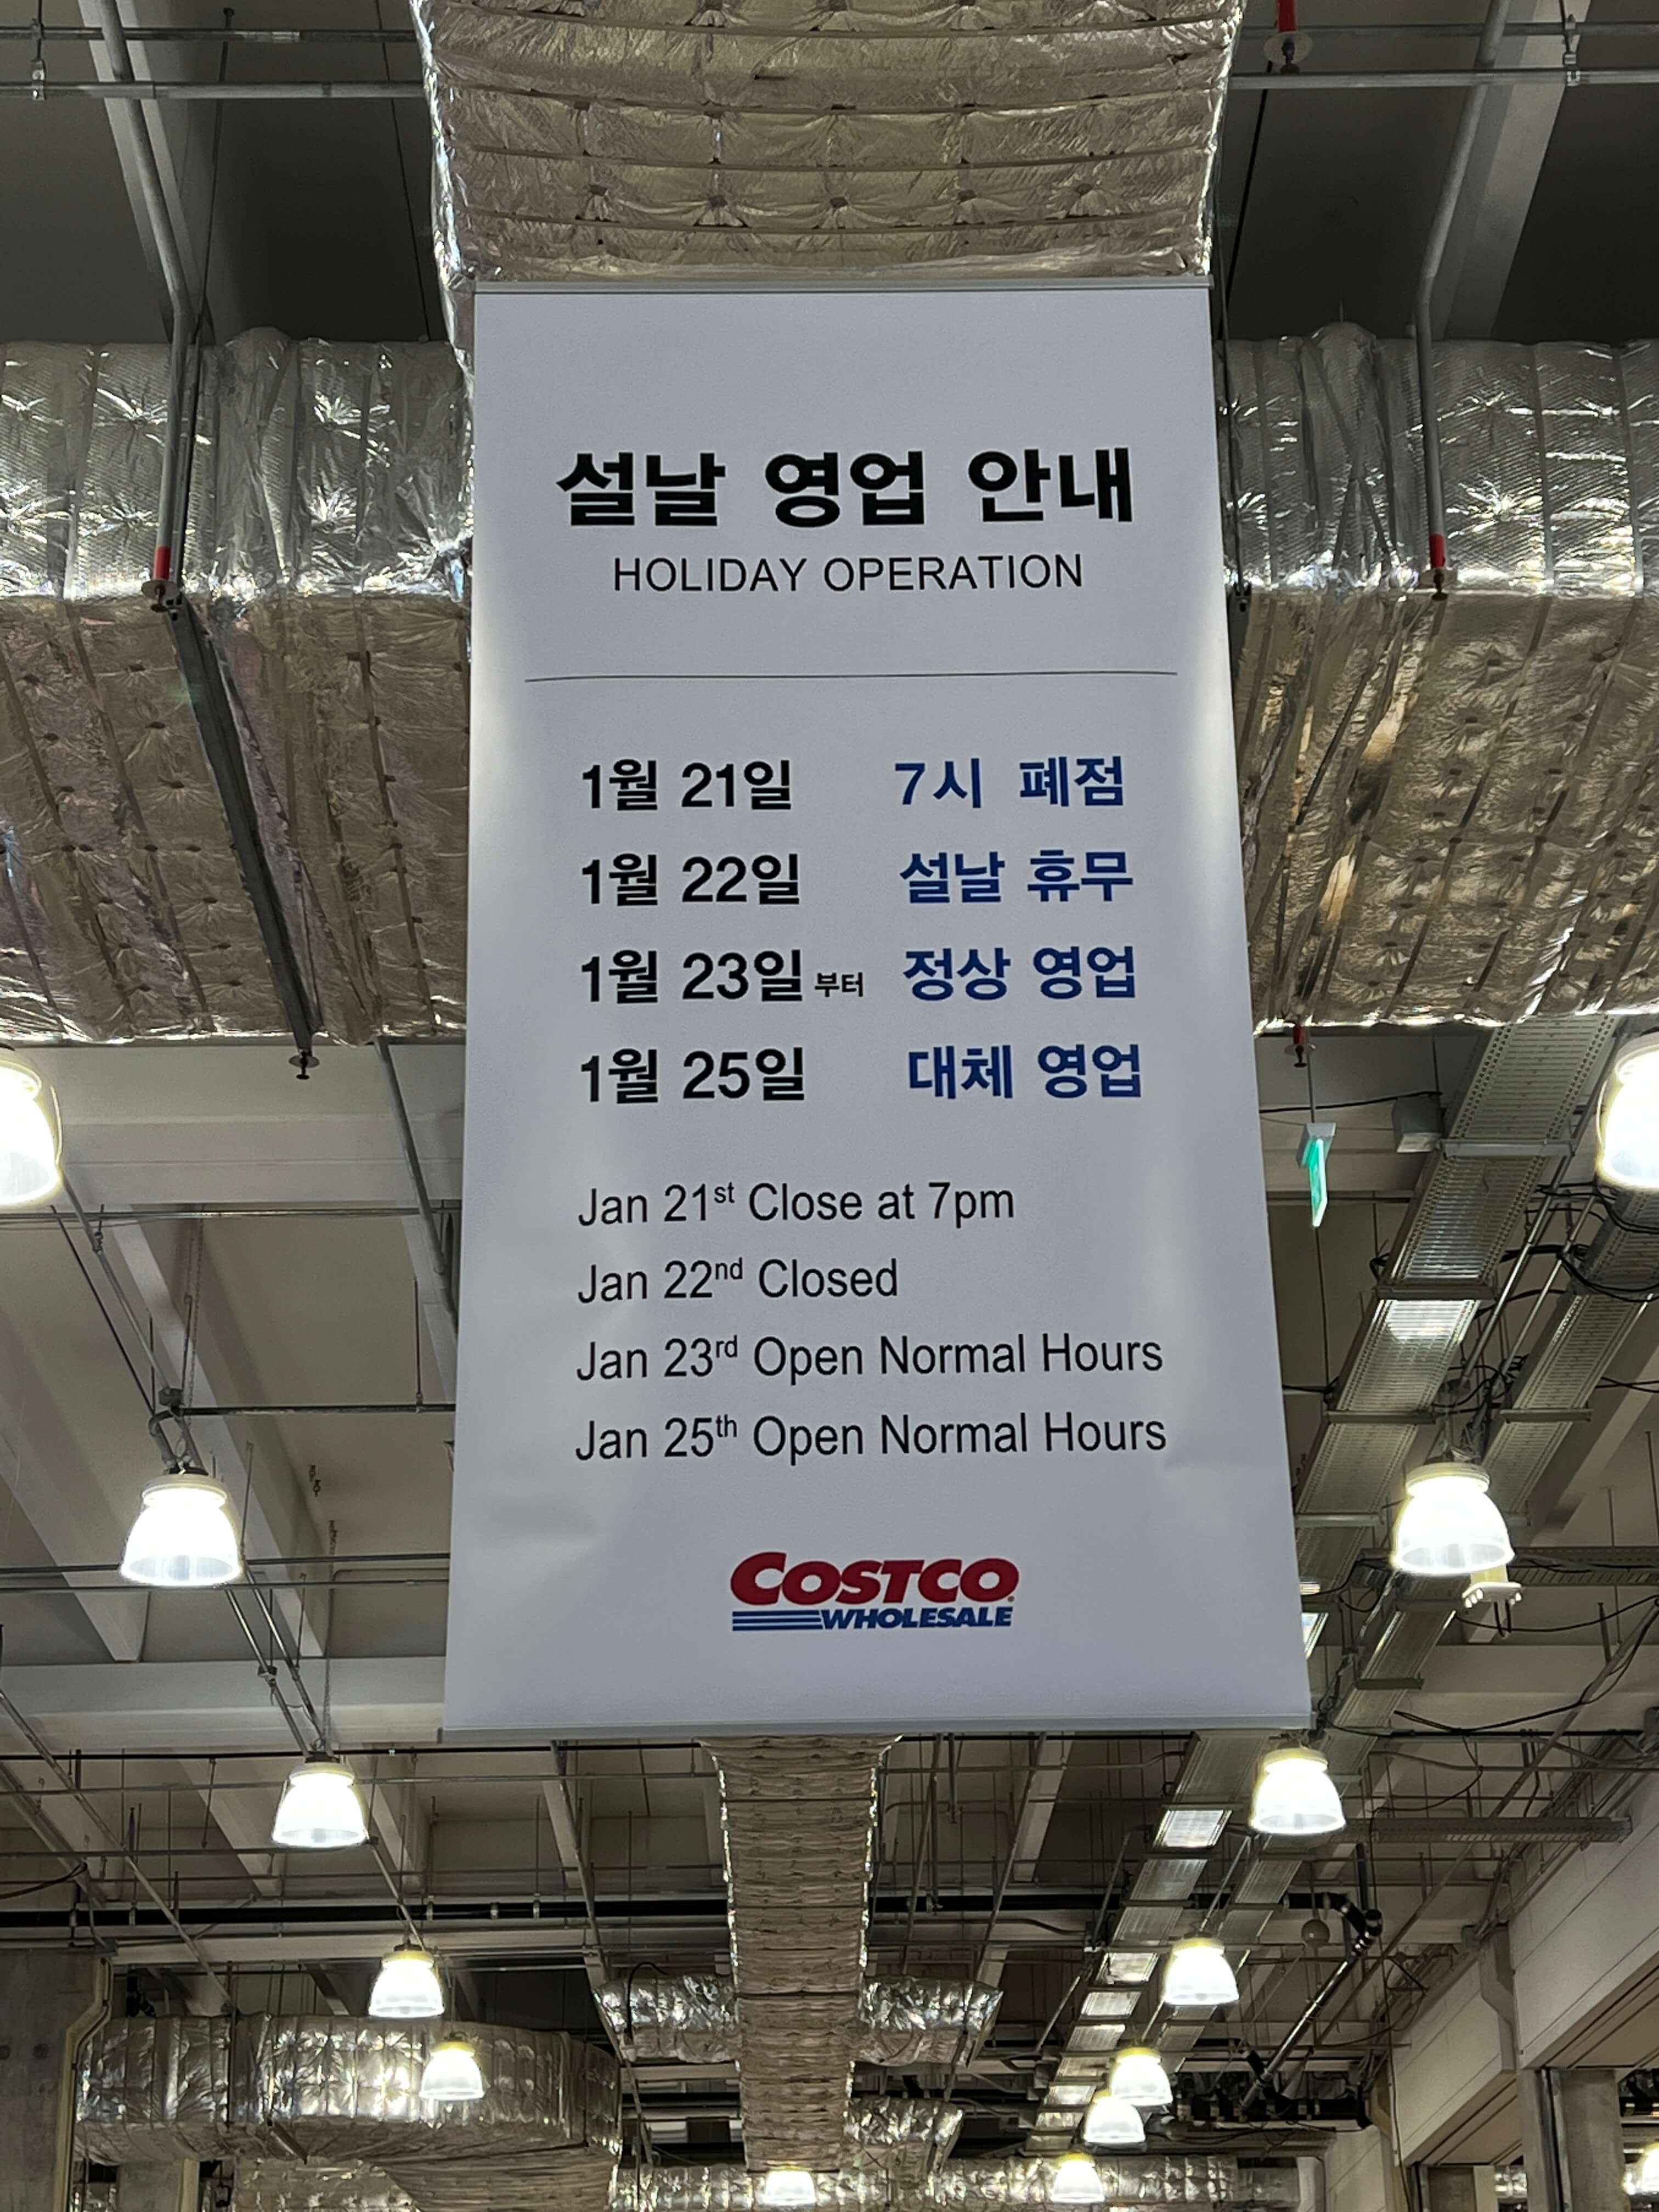 설날 영업 안내
HOLIDAY OPERATION
1월 21일 7시 폐점
1월 22일 설날 휴무
1월 23일부터 정상 영업
1월 25일 대체 영업
Jan 21st Close at 7pm
Jan 22nd Closed
Jan 23rd Open Normal Hours
Jan 25th Open Normal Hours
COSTCO
WHOLESALE